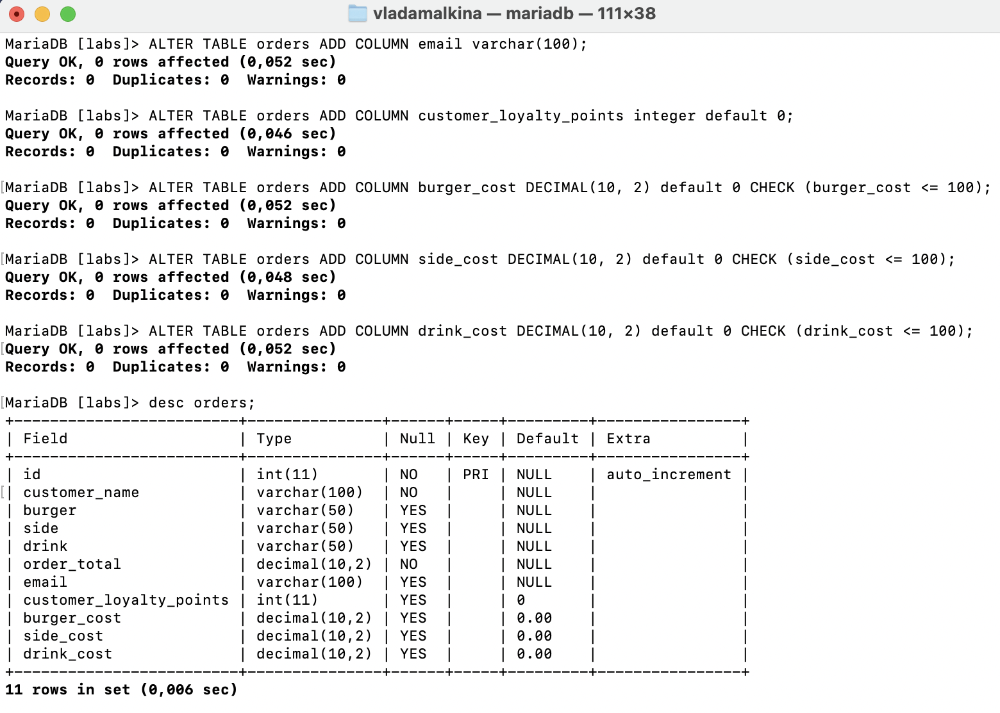 vladamalkina — mariadb — 111×38
MariaDB [labs]> ALTER TABLE orders ADD COLUMN email varchar(100);
Query OK, 0 rows affected (0,052 sec)
Records: 0  Duplicates: 0  Warnings: 0

MariaDB [labs]> ALTER TABLE orders ADD COLUMN customer_loyalty_points integer default 0;
Query OK, 0 rows affected (0,046 sec)
Records: 0  Duplicates: 0  Warnings: 0

[MariaDB [labs]> ALTER TABLE orders ADD COLUMN burger_cost DECIMAL(10, 2) default 0 CHECK (burger_cost <= 100);
Query OK, 0 rows affected (0,052 sec)
Records: 0  Duplicates: 0  Warnings: 0

[MariaDB [labs]> ALTER TABLE orders ADD COLUMN side_cost DECIMAL(10, 2) default 0 CHECK (side_cost <= 100);
Query OK, 0 rows affected (0,048 sec)
Records: 0  Duplicates: 0  Warnings: 0

MariaDB [labs]> ALTER TABLE orders ADD COLUMN drink_cost DECIMAL(10, 2) default 0 CHECK (drink_cost <= 100);
[Query OK, 0 rows affected (0,052 sec)
Records: 0  Duplicates: 0  Warnings: 0

[MariaDB [labs]> desc orders;
+-------------------------+---------------+------+-----+---------+----------------+
| Field                   | Type          | Null | Key | Default | Extra          |
+-------------------------+---------------+------+-----+---------+----------------+
| id                      | int(11)       | NO   | PRI | NULL    | auto_increment |
[| customer_name           | varchar(100)  | NO   |     | NULL    |                |
| burger                  | varchar(50)   | YES  |     | NULL    |                |
| side                    | varchar(50)   | YES  |     | NULL    |                |
| drink                   | varchar(50)   | YES  |     | NULL    |                |
| order_total             | decimal(10,2) | NO   |     | NULL    |                |
| email                   | varchar(100)  | YES  |     | NULL    |                |
| customer_loyalty_points | int(11)       | YES  |     | 0       |                |
| burger_cost             | decimal(10,2) | YES  |     | 0.00    |                |
| side_cost               | decimal(10,2) | YES  |     | 0.00    |                |
| drink_cost              | decimal(10,2) | YES  |     | 0.00    |                |
+-------------------------+---------------+------+-----+---------+----------------+
11 rows in set (0,006 sec)